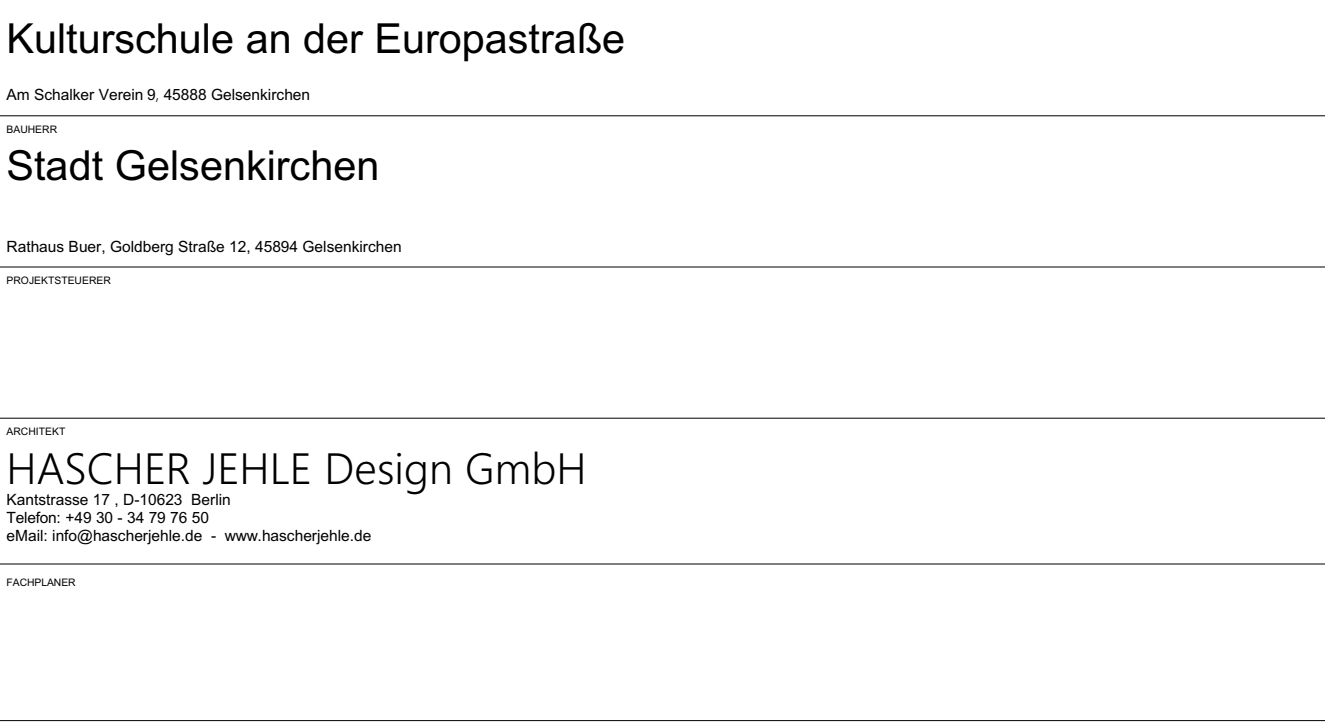 Kulturschule an der Europastraße
Am Schalker Verein 9, 45888 Gelsenkirchen
BAUHERR
Stadt Gelsenkirchen
Rathaus Buer, Goldberg Straße 12, 45894 Gelsenkirchen
PROJEKTSTEUERER
ARCHITEKT
HASCHER JEHLE Design GmbH
Kantstrasse 17 , D-10623 Berlin
Telefon: +49 30 - 34 79 76 50
eMail: info@hascherjehle.de - www.hascherjehle.de
FACHPLANER